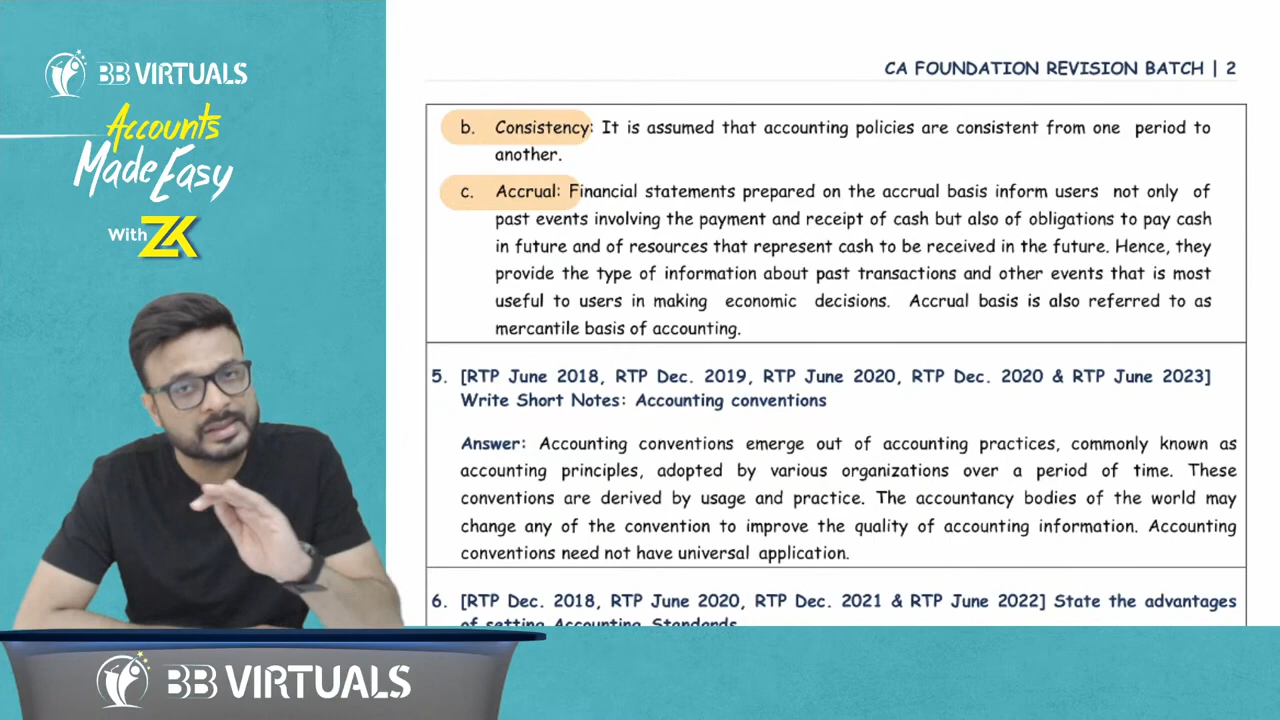 BB VIRTUALS
Accounts
Made Easy
With ZK
CA FOUNDATION REVISION BATCH | 2
b. Consistency: It is assumed that accounting policies are consistent from one period to
another.
c. Accrual: Financial statements prepared on the accrual basis inform users not only of
past events involving the payment and receipt of cash but also of obligations to pay cash
in future and of resources that represent cash to be received in the future. Hence, they
provide the type of information about past transactions and other events that is most
useful to users in making economic decisions. Accrual basis is also referred to as
mercantile basis of accounting.
5. [RTP June 2018, RTP Dec. 2019, RTP June 2020, RTP Dec. 2020 & RTP June 2023]
Write Short Notes: Accounting conventions
Answer: Accounting conventions emerge out of accounting practices, commonly known as
accounting principles, adopted by various organizations over a period of time. These
conventions are derived by usage and practice. The accountancy bodies of the world may
change any of the convention to improve the quality of accounting information. Accounting
conventions need not have universal application.
6. [RTP Dec. 2018, RTP June 2020, RTP Dec. 2021 & RTP June 2022] State the advantages
of setting Accounting Standards
BB VIRTUALS